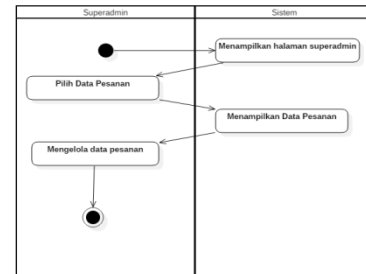 Superadmin
Sistem
Menampilkan halaman superadmin
Pilih Data Pesanan
Menampilkan Data Pesanan
Mengelola data pesanan